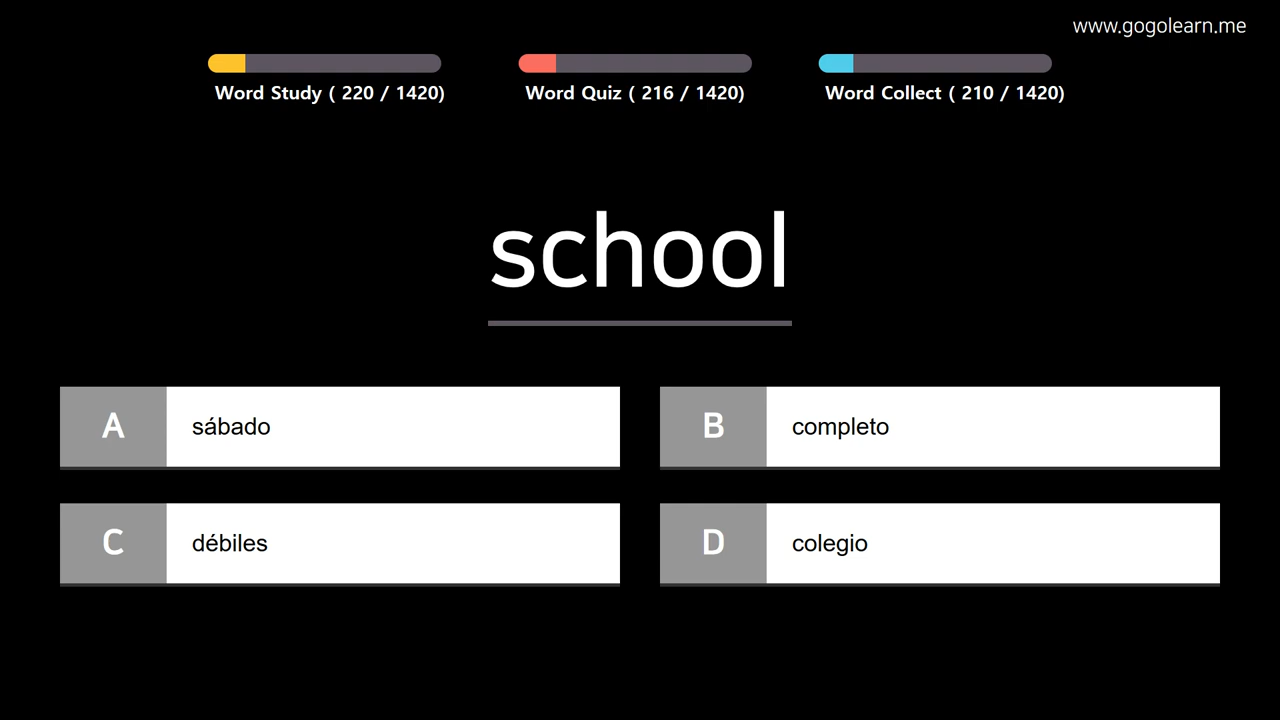 www.gogolearn.me
Word Study ( 220 / 1420)
Word Quiz ( 216 / 1420)
Word Collect ( 210 / 1420)
school
A sábado
B completo
C débiles
D colegio